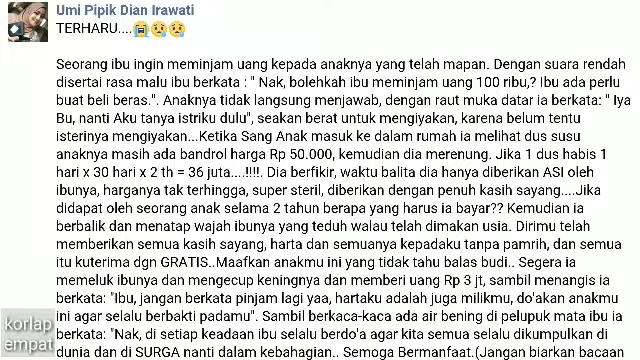 Umi Pipik Dian Irawati
TERHARU....😭😢😢
Seorang ibu ingin meminjam uang kepada anaknya yang telah mapan. Dengan suara rendah
disertai rasa malu ibu berkata : " Nak, bolehkah ibu meminjam uang 100 ribu,? Ibu ada perlu
buat beli beras.". Anaknya tidak langsung menjawab, dengan raut muka datar ia berkata: " Iya
Bu, nanti Aku tanya istriku dulu", seakan berat untuk mengiyakan, karena belum tentu
isterinya mengiyakan...Ketika Sang Anak masuk ke dalam rumah ia melihat dus susu
anaknya masih ada bandrol harga Rp 50.000, kemudian dia merenung. Jika 1 dus habis 1
hari x 30 hari x 2 th = 36 juta....!!!!. Dia berfikir, waktu balita dia hanya diberikan ASI oleh
ibunya, harganya tak terhingga, super steril, diberikan dengan penuh kasih sayang....Jika
didapat oleh seorang anak selama 2 tahun berapa yang harus ia bayar?? Kemudian ia
berbalik dan menatap wajah ibunya yang teduh walau telah dimakan usia. Dirimu telah
memberikan semua kasih sayang, harta dan semuanya kepadaku tanpa pamrih, dan semua
itu kuterima dgn GRATIS..Maafkan anakmu ini yang tidak tahu balas budi.. Segera ia
memeluk ibunya dan mengecup keningnya dan memberi uang Rp 3 jt, sambil menangis ia
berkata: "Ibu, jangan berkata pinjam lagi yaa, hartaku adalah juga milikmu, do'akan anakmu
ini agar selalu berbakti padamu". Sambil berkaca-kaca ada air bening di pelupuk mata ibu ia
berkata: "Nak, di setiap keadaan ibu selalu berdo'a agar kita semua selalu dikumpulkan di
dunia dan di SURGA nanti dalam kebahagian.. Semoga Bermanfaat.(Jangan biarkan bacaan
korlap
empat